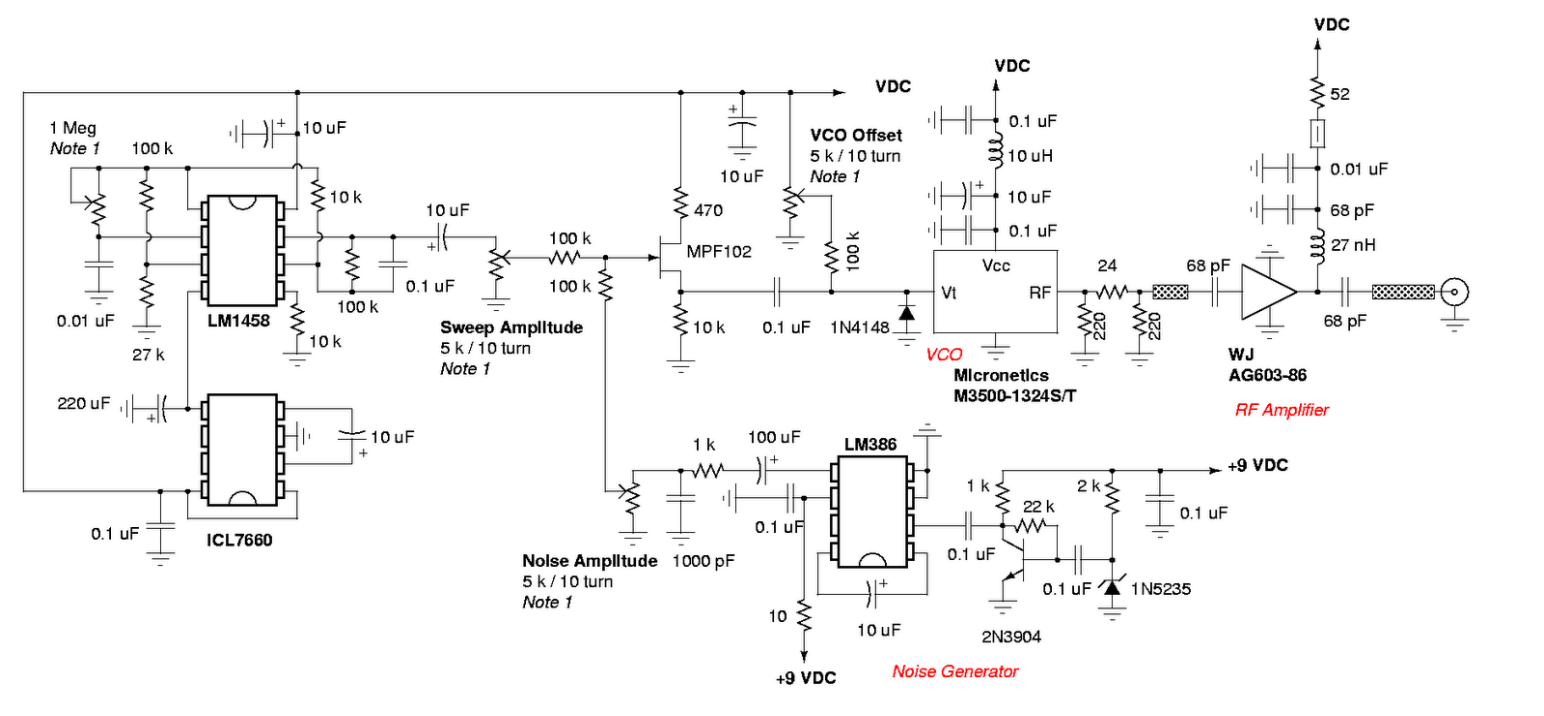 VDC
VDC
52
VDC
1 Meg
Note 1
100 k
10 uF
10 k
10 uF
VCO Offset
5 k / 10 turn
Note 1
0.1 uF
10 uH
10 uF
0.1 uF
0.01 uF
68 pF
27 nH
10 uF
470
MPF102
100 k
100 k
100 k
0.1 uF
100 k
LM1458
0.01 uF
27 k
10 k
Sweep Amplitude
5 k / 10 turn
Note 1
10 k
0.1 uF
1N4148
Vcc
Vt
RF
24
220
220
68 pF
68 pF
VCO
Micronetics
M3500-1324S/T
WJ
AG603-86
RF Amplifier
220 uF
10 uF
0.1 uF
ICL7660
1 k
100 uF
LM386
+9 VDC
1 k
2 k
22 k
0.1 uF
0.1 uF
0.1 uF
0.1 uF
Noise Amplitude
5 k / 10 turn
Note 1
1000 pF
1N5235
10
10 uF
2N3904
+9 VDC
Noise Generator